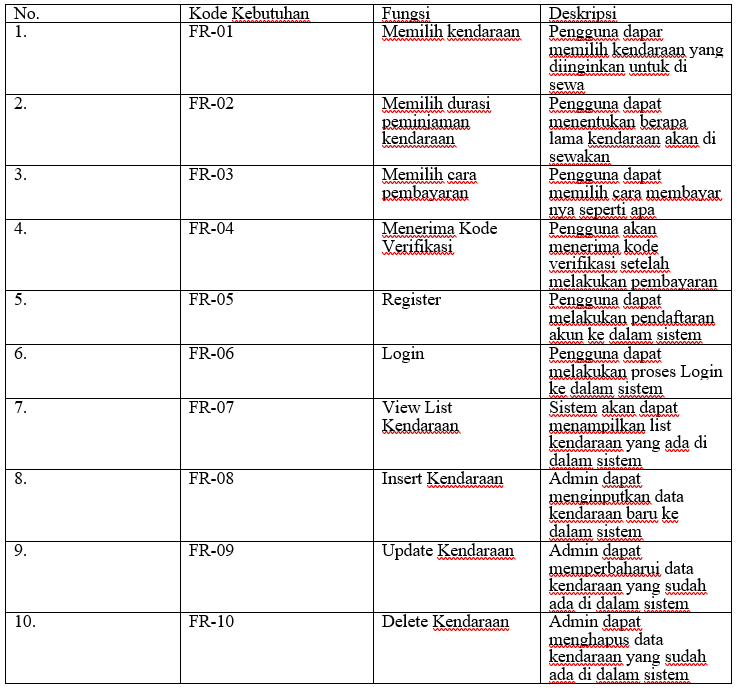 No. Kode Kebutuhan Fungsi Deskripsi
1. FR-01 Memilih kendaraan Pengguna dapar
memilih kendaraan yang
diinginkan untuk di
sewa
2. FR-02 Memilih durasi Pengguna dapat
peminjaman menentukan berapa
kendaraan lama kendaraan akan di
sewakan
3. FR-03 Memilih cara Pengguna dapat
pembayaran memilih cara membayar
nya seperti apa
4. FR-04 Menerima Kode Pengguna akan
Verifikasi menerima kode
verifikasi setelah
melakukan pembayaran
5. FR-05 Register Pengguna dapat
melakukan pendaftaran
akun ke dalam sistem
6. FR-06 Login Pengguna dapat
melakukan proses Login
ke dalam sistem
7. FR-07 View List Sistem akan dapat
Kendaraan menampilkan list
kendaraan yang ada di
dalam sistem
8. FR-08 Insert Kendaraan Admin dapat
menginputkan data
kendaraan baru ke
dalam sistem
9. FR-09 Update Kendaraan Admin dapat
memperbaharui data
kendaraan yang sudah
ada di dalam sistem
10. FR-10 Delete Kendaraan Admin dapat
menghapus data
kendaraan yang sudah
ada di dalam sistem